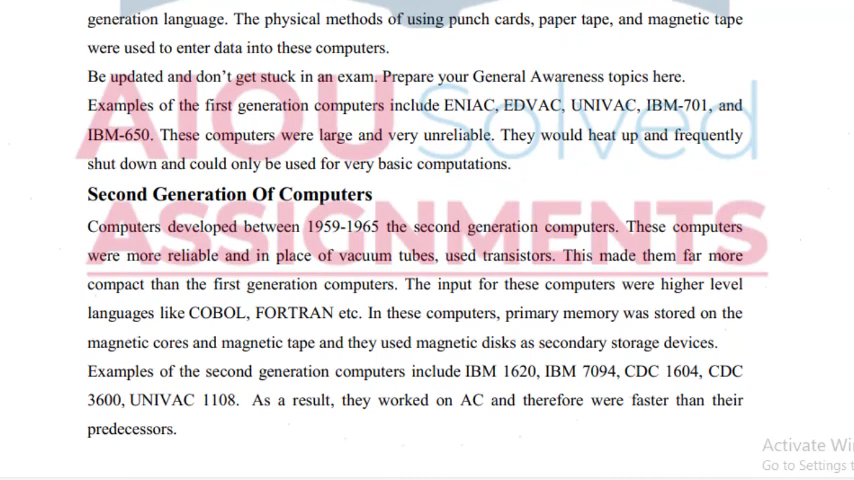 generation language. The physical methods of using punch cards, paper tape, and magnetic tape
were used to enter data into these computers.
Be updated and don't get stuck in an exam. Prepare your General Awareness topics here.
Examples of the first generation computers include ENIAC, EDVAC, UNIVAC, IBM-701, and
IBM-650. These computers were large and very unreliable. They would heat up and frequently
shut down and could only be used for very basic computations.
Second Generation Of Computers
Computers developed between 1959-1965 the second generation computers. These computers
were more reliable and in place of vacuum tubes, used transistors. This made them far more
compact than the first generation computers. The input for these computers were higher level
languages like COBOL, FORTRAN etc. In these computers, primary memory was stored on the
magnetic cores and magnetic tape and they used magnetic disks as secondary storage devices.
Examples of the second generation computers include IBM 1620, IBM 7094, CDC 1604, CDC
3600, UNIVAC 1108. As a result, they worked on AC and therefore were faster than their
predecessors.
AIOU Solved
ASSIGNMENTS
Activate Wi
Go to Settings t